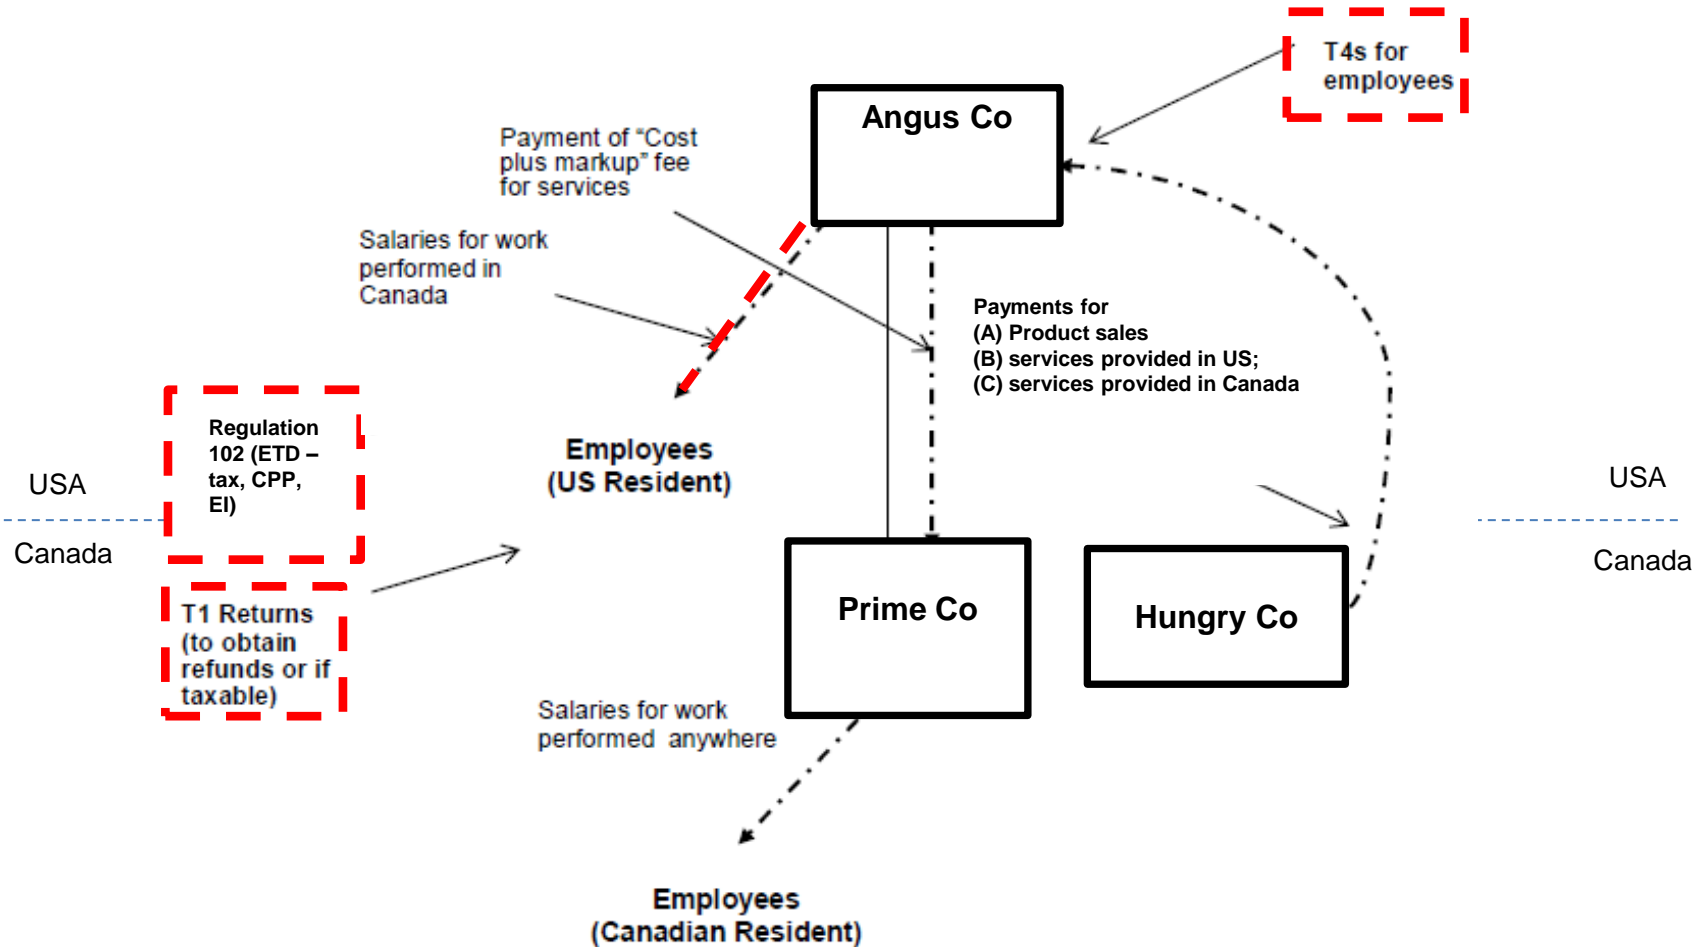 T4s for
employees
Angus Co
Payment of “Cost
plus markup” fee
for services
Salaries for work
performed in
Canada
Payments for
(A) Product sales
(B) services provided in US;
(C) services provided in Canada
Regulation
102 (ETD –
tax, CPP,
EI)
Employees
(US Resident)
USA
USA
Canada
Canada
T1 Returns
(to obtain
refunds or if
taxable)
Prime Co
Hungry Co
Salaries for work
performed anywhere
Employees
(Canadian Resident)